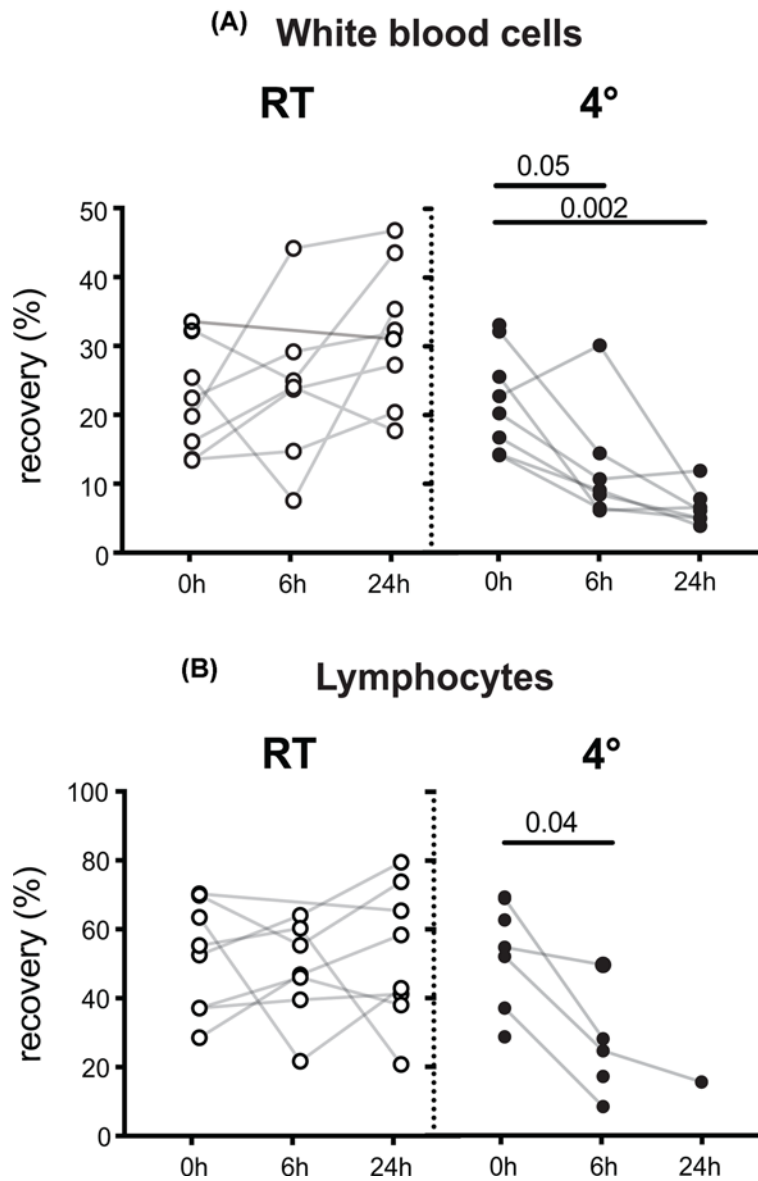 (A) White blood cells
RT 4°
0.05
0.002
50
40
30
20
10
0
recovery (%)
0h 6h 24h 0h 6h 24h
(B) Lymphocytes
RT 4°
0.04
100
80
60
40
20
0
recovery (%)
0h 6h 24h 0h 6h 24h